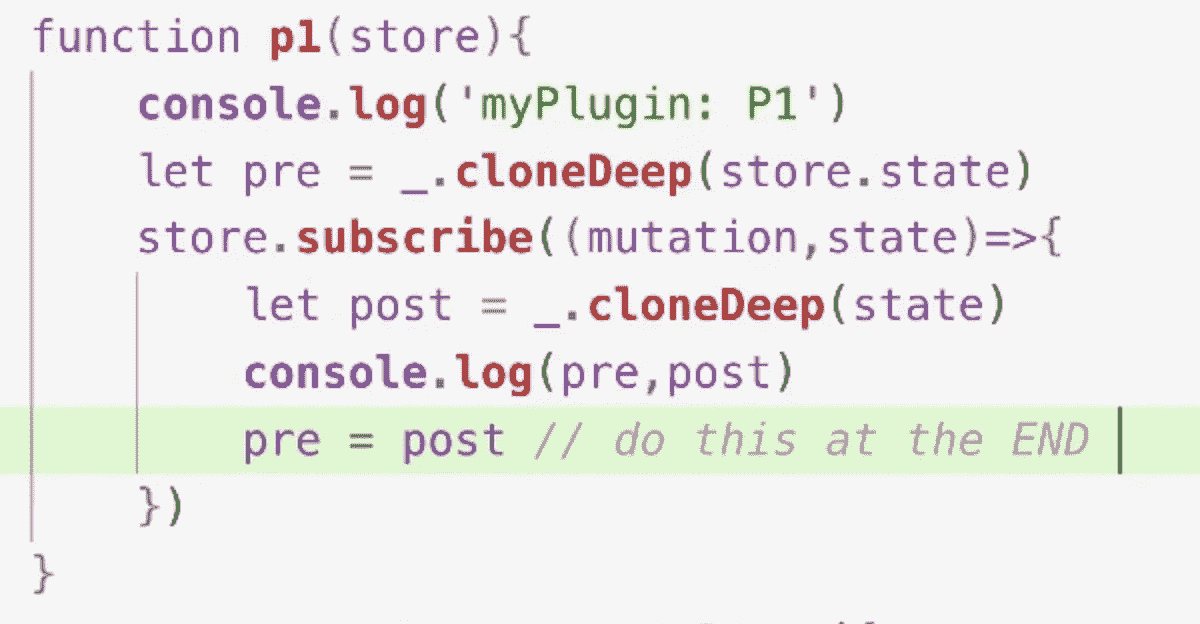 function p1(store){
console.log('myPlugin: P1')
let pre = _.cloneDeep(store.state)
store.subscribe((mutation,state)=>{
let post = _.cloneDeep(state)
console.log(pre,post)
pre = post // do this at the END
})
}